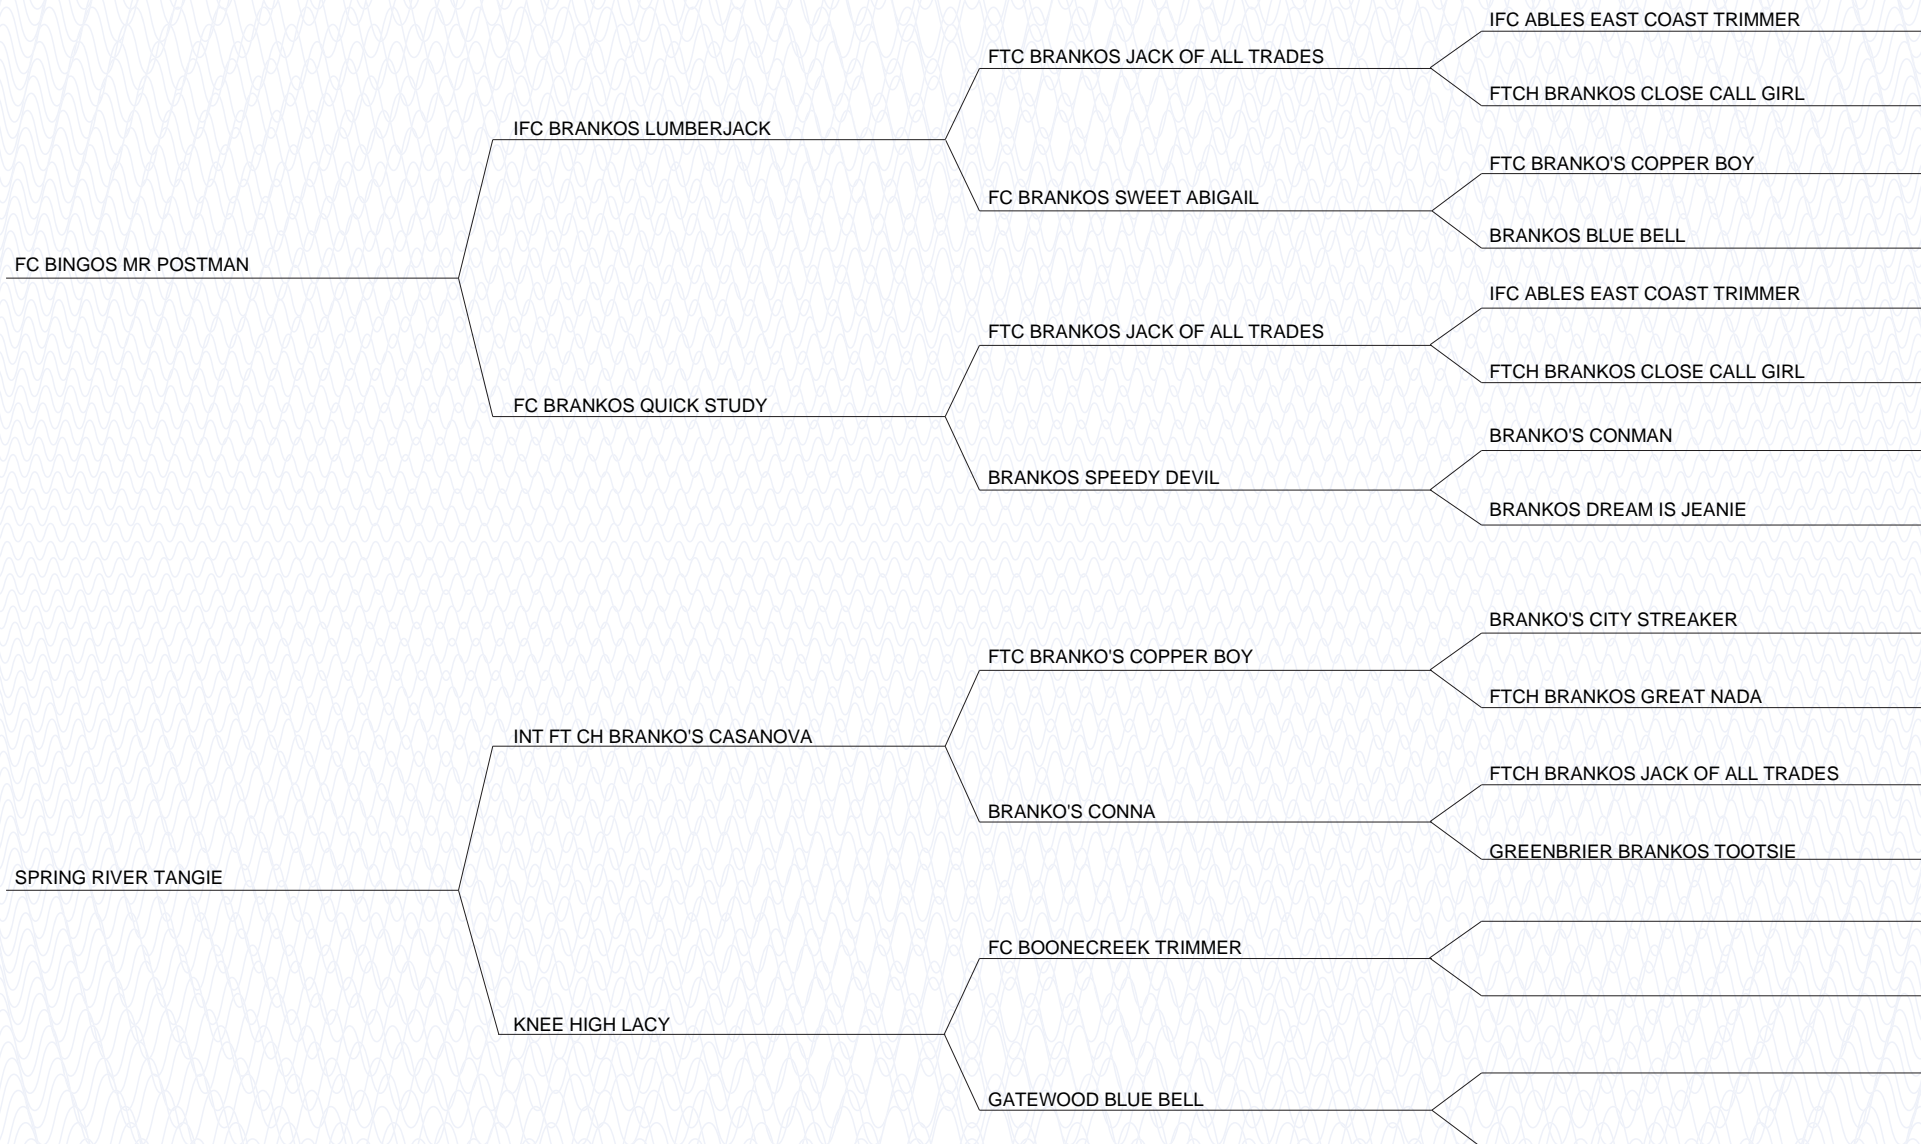 IFC ABLES EAST COAST TRIMMER
FTC BRANKOS JACK OF ALL TRADES
FTCH BRANKOS CLOSE CALL GIRL
IFC BRANKOS LUMBERJACK
FTC BRANKO'S COPPER BOY
FC BRANKOS SWEET ABIGAIL
BRANKOS BLUE BELL
FC BINGOS MR POSTMAN
IFC ABLES EAST COAST TRIMMER
FTC BRANKOS JACK OF ALL TRADES
FTCH BRANKOS CLOSE CALL GIRL
FC BRANKOS QUICK STUDY
BRANKO'S CONMAN
BRANKOS SPEEDY DEVIL
BRANKOS DREAM IS JEANIE
BRANKO'S CITY STREAKER
FTC BRANKO'S COPPER BOY
FTCH BRANKOS GREAT NADA
INT FT CH BRANKO'S CASANOVA
FTCH BRANKOS JACK OF ALL TRADES
BRANKO'S CONNA
GREENBRIER BRANKOS TOOTSIE
SPRING RIVER TANGIE
FC BOONECREEK TRIMMER
KNEE HIGH LACY
GATEWOOD BLUE BELL